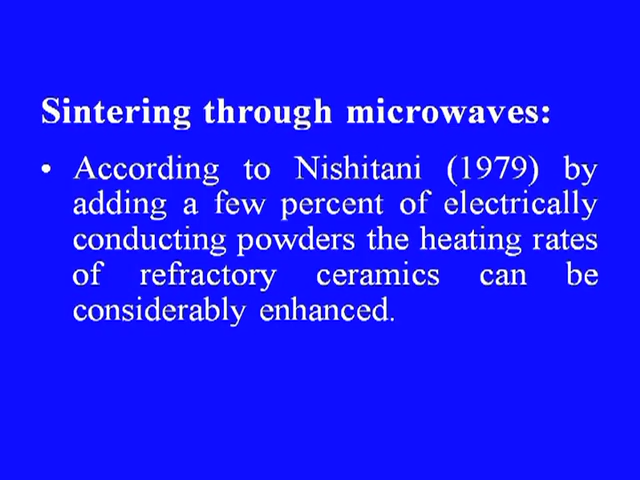 Sintering through microwaves:
• According to Nishitani (1979) by
adding a few percent of electrically
conducting powders the heating rates
of refractory ceramics can be
considerably enhanced.